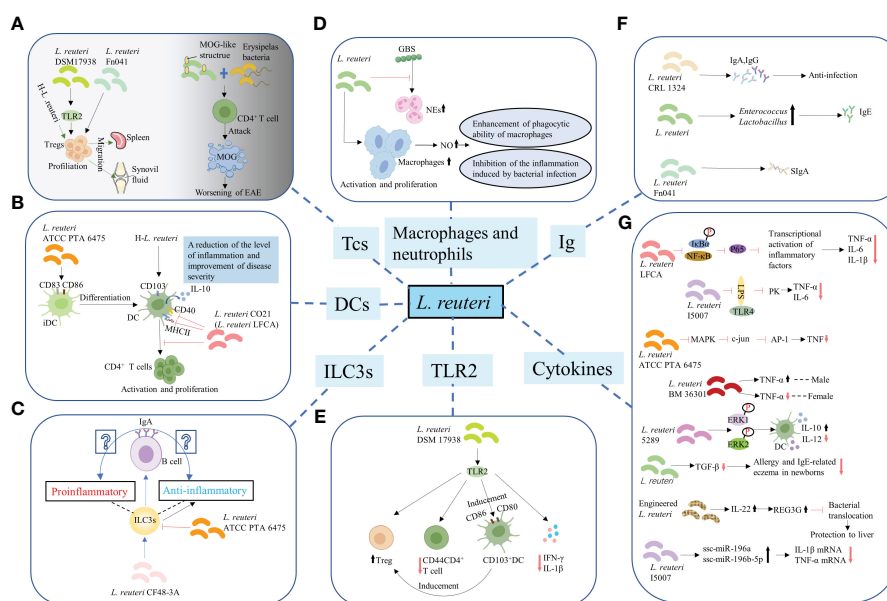 A
L. reuteri
DSM17938
L. reuteri
Fn041
H-L. reuteri
TLR2
Tregs
Profiliation
Migration
Spleen
Synovil
fluid
MOG-like
structrue
Erysipelas
bacteria
+
CD4+ T cell
Attack
MOG
Worsening of EAE
B
L. reuteri
ATCC PTA 6475
CD83 CD86
iDC
Differentiation
H-L. reuteri
A reduction of the level
of inflammation and
improvement of disease
severity
CD103
IL-10
DC
CD40
MHCII
L. reuteri CO21
(L. reuteri LFCA)
CD4+ T cells
Activation and proliferation
C
IgA
?
?
B cell
Proinflammatory
Anti-inflammatory
ILC3s
L. reuteri
ATCC PTA 6475
L. reuteri CF48-3A
D
L. reuteri
GBS
NEs
NO
Macrophages
Activation and proliferation
Enhancement of phagocytic
ability of macrophages
Inhibition of the inflammation
induced by bacterial infection
Tcs
Macrophages and
neutrophils
Ig
DCs
L. reuteri
ILC3s
TLR2
Cytokines
E
L. reuteri
DSM 17938
TLR2
Inducement
CD86
CD80
Treg
CD44CD4+
T cell
CD103+DC
IFN-γ
IL-1β
Inducement
F
L. reuteri
CRL 1324
IgA,IgG
Anti-infection
L. reuteri
Enterococcus
Lactobacillus
IgE
L. reuteri
Fn041
SIgA
G
L. reuteri
LFCA
P
IκBα
NF-κB
P65
Transcriptional
activation of
inflammatory
factors
TNF-α
IL-6
IL-1β
L. reuteri
I5007
LPS
TLR4
PK
TNF-α
IL-6
L. reuteri
ATCC PTA 6475
MAPK
c-jun
AP-1
TNF
L. reuteri
BM 36301
TNF-α
Male
TNF-α
Female
L. reuteri
5289
P
ERK1
P
ERK2
DC
IL-10
IL-12
L. reuteri
TGF-β
Allergy and IgE-related
eczema in newborns
Engineered
L. reuteri
IL-22
REG3G
Bacterial
translocation
Protection to liver
L. reuteri
I5007
ssc-miR-196a
ssc-miR-196b-5p
IL-1β mRNA
TNF-α mRNA